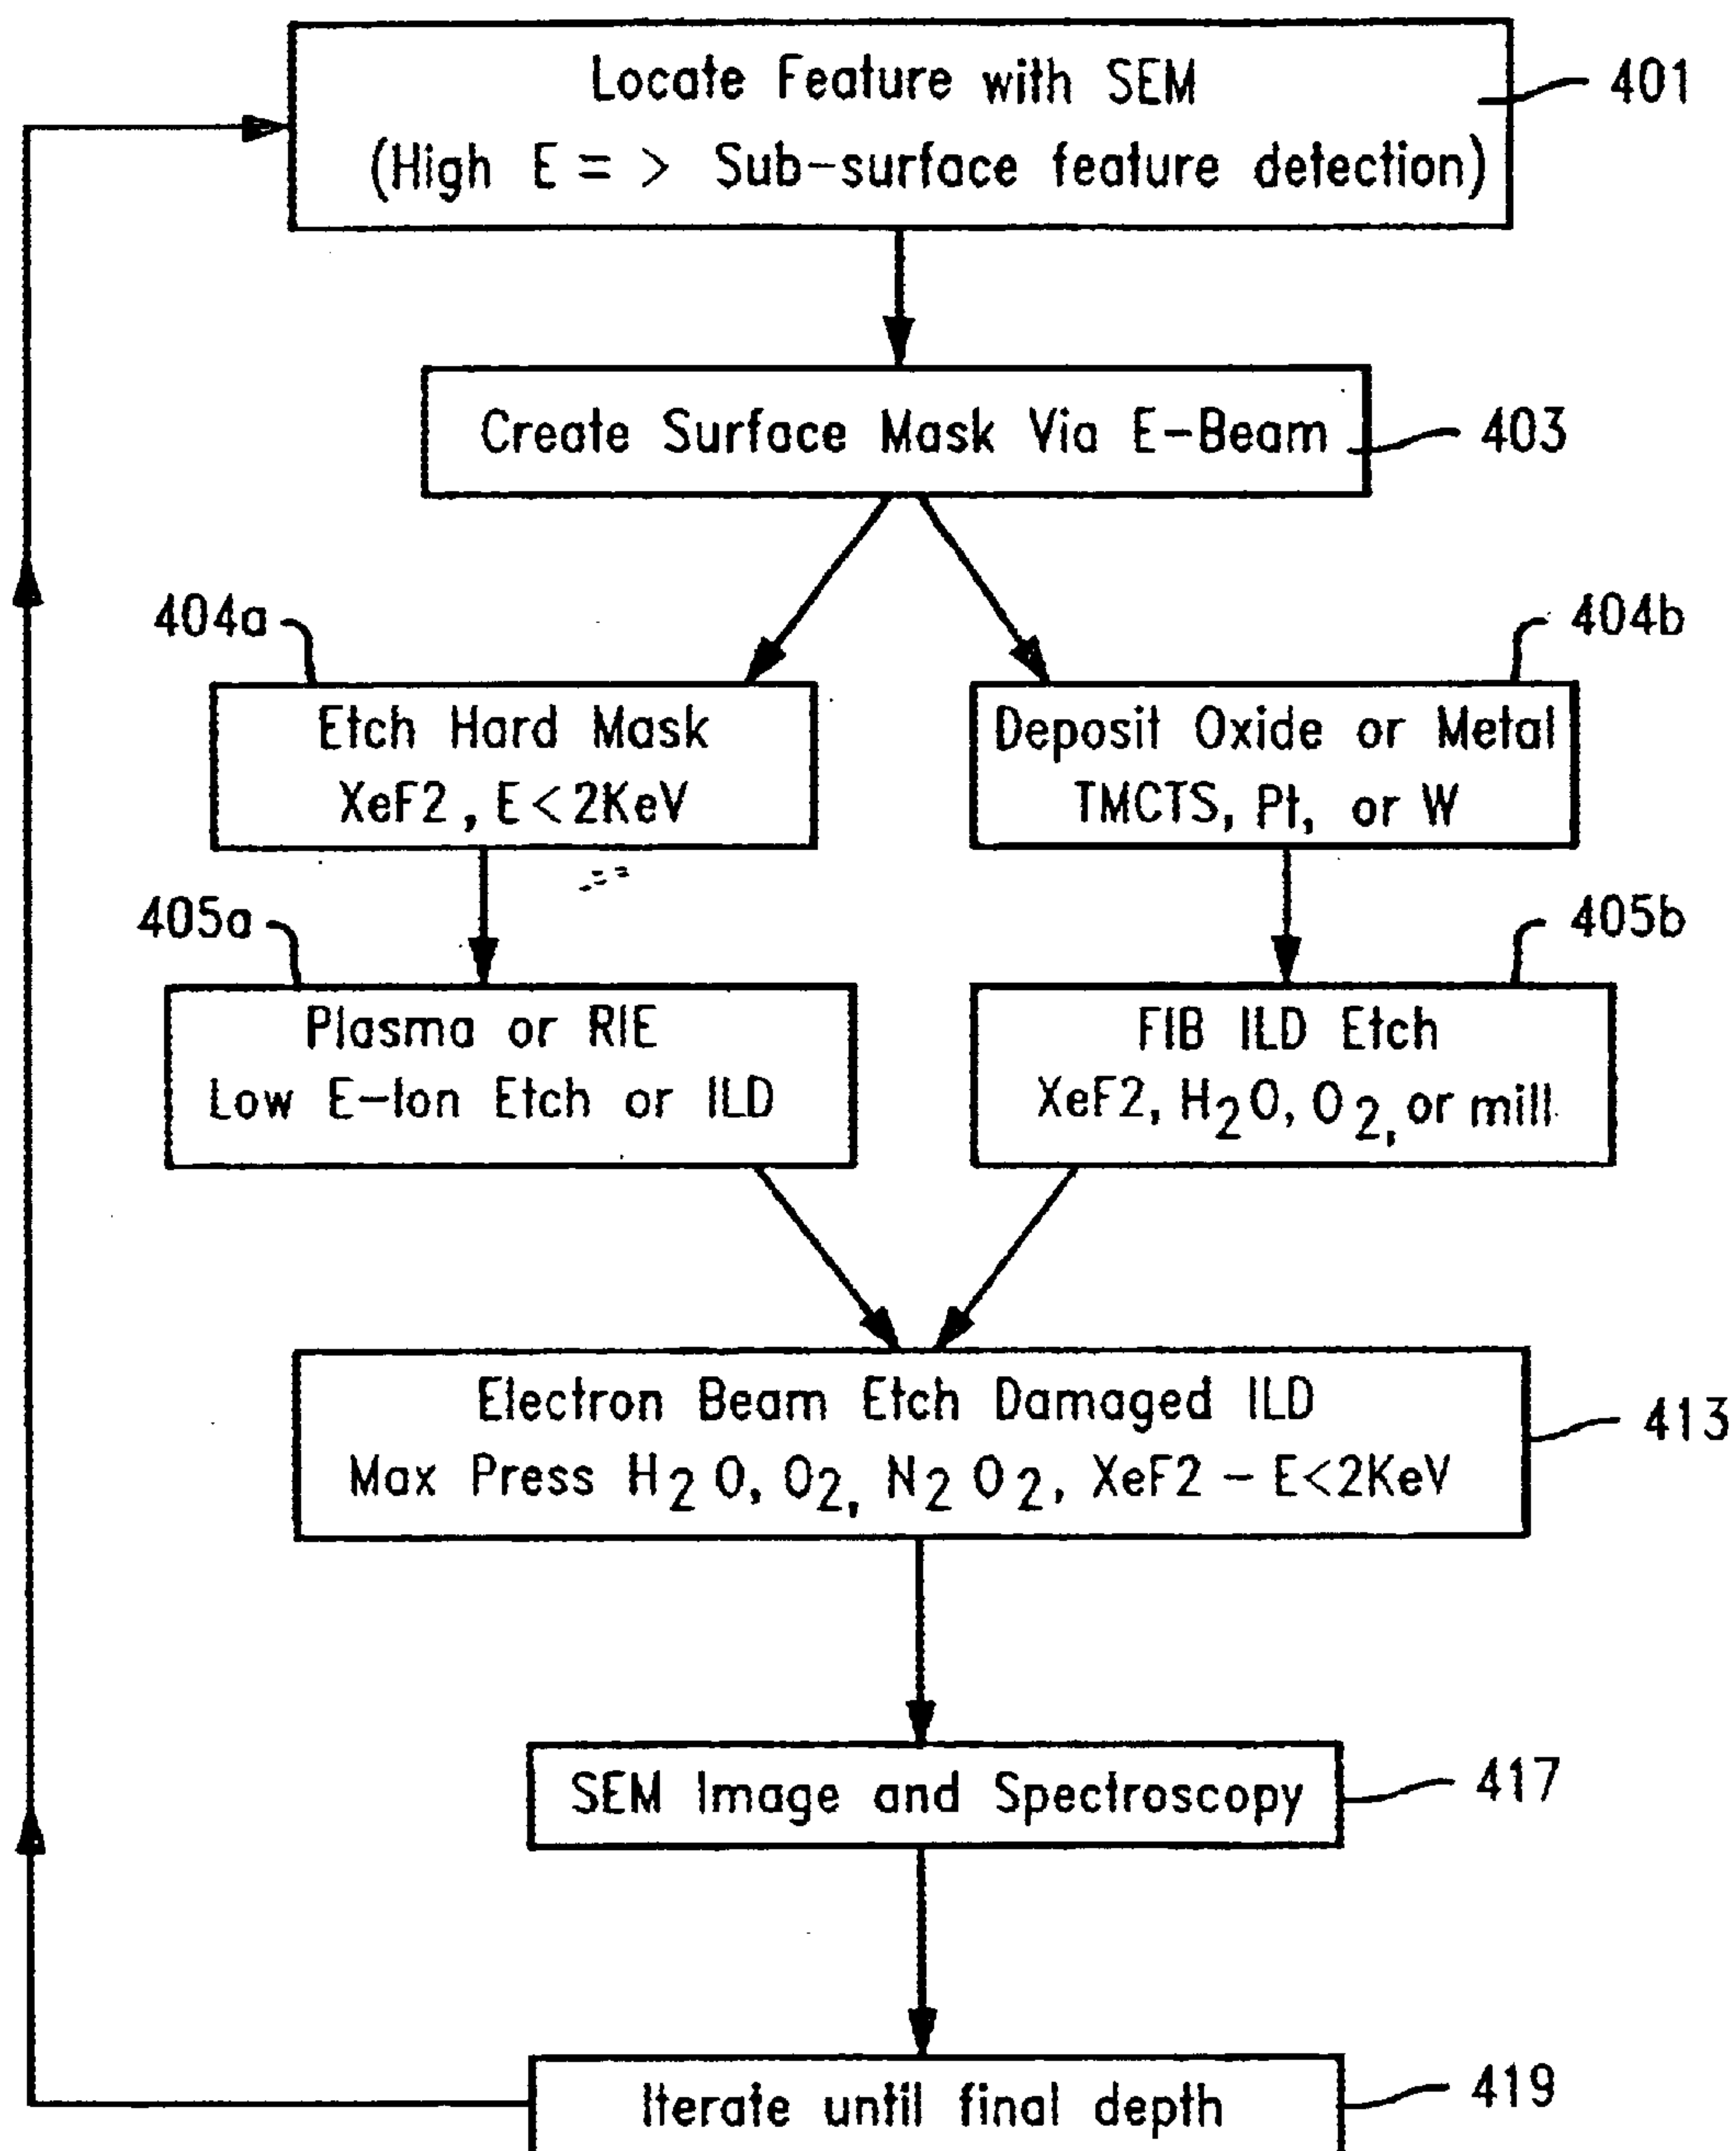 Locate Feature with SEM
(High E = > Sub-surface feature detection)
401
Create Surface Mask Via E-Beam
403
404a
Etch Hard Mask
XeF2, E<2KeV
404b
Deposit Oxide or Metal
TMCTS, Pt, or W
405a
Plasma or RIE
Low E-Ion Etch or ILD
405b
FIB ILD Etch
XeF2, H2O, O2, or mill
Electron Beam Etch Damaged ILD
Max Press H2O, O2, N2O2, XeF2 - E<2KeV
413
SEM Image and Spectroscopy
417
Iterate until final depth
419